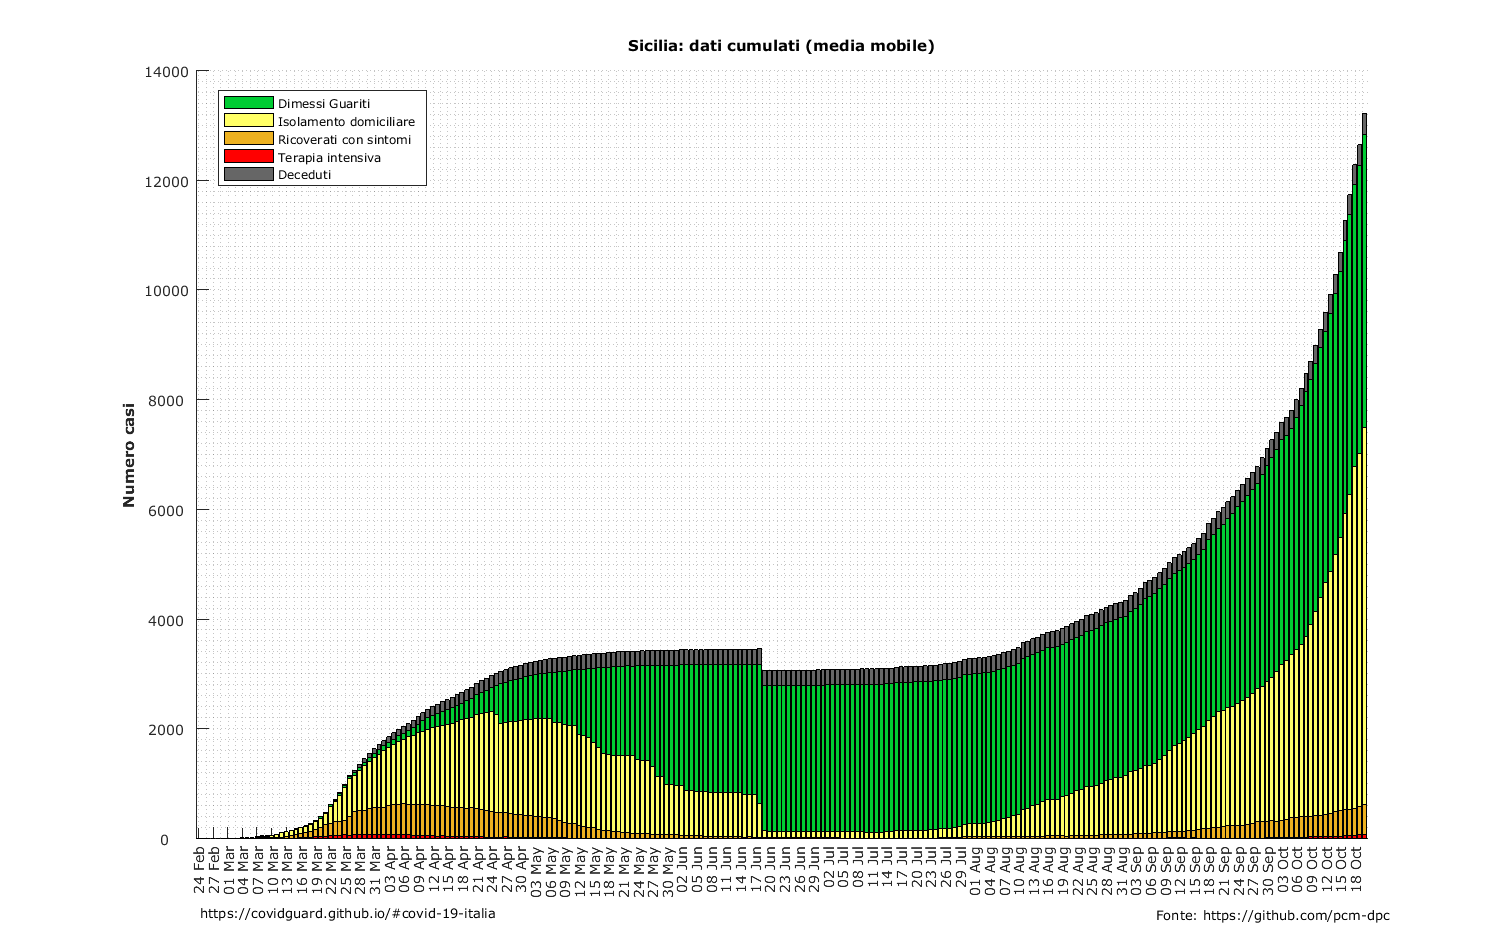 Sicilia: dati cumulati (media mobile)
14000
12000
10000
8000
6000
4000
2000
0
Numero casi
Dimessi Guariti
Isolamento domiciliare
Ricoverati con sintomi
Terapia intensiva
Deceduti
24 Feb
27 Feb
01 Mar
04 Mar
07 Mar
10 Mar
13 Mar
16 Mar
19 Mar
22 Mar
25 Mar
28 Mar
31 Mar
03 Apr
06 Apr
09 Apr
12 Apr
15 Apr
18 Apr
21 Apr
24 Apr
27 Apr
30 Apr
03 May
06 May
09 May
12 May
15 May
18 May
21 May
24 May
27 May
30 May
02 Jun
05 Jun
08 Jun
11 Jun
14 Jun
17 Jun
20 Jun
23 Jun
26 Jun
29 Jun
02 Jul
05 Jul
08 Jul
11 Jul
14 Jul
17 Jul
20 Jul
23 Jul
26 Jul
29 Jul
01 Aug
04 Aug
07 Aug
10 Aug
13 Aug
16 Aug
19 Aug
22 Aug
25 Aug
28 Aug
31 Aug
03 Sep
06 Sep
09 Sep
12 Sep
15 Sep
18 Sep
21 Sep
24 Sep
27 Sep
30 Sep
03 Oct
06 Oct
09 Oct
12 Oct
15 Oct
18 Oct
https://covidguard.github.io/#covid-19-italia
Fonte: https://github.com/pcm-dpc